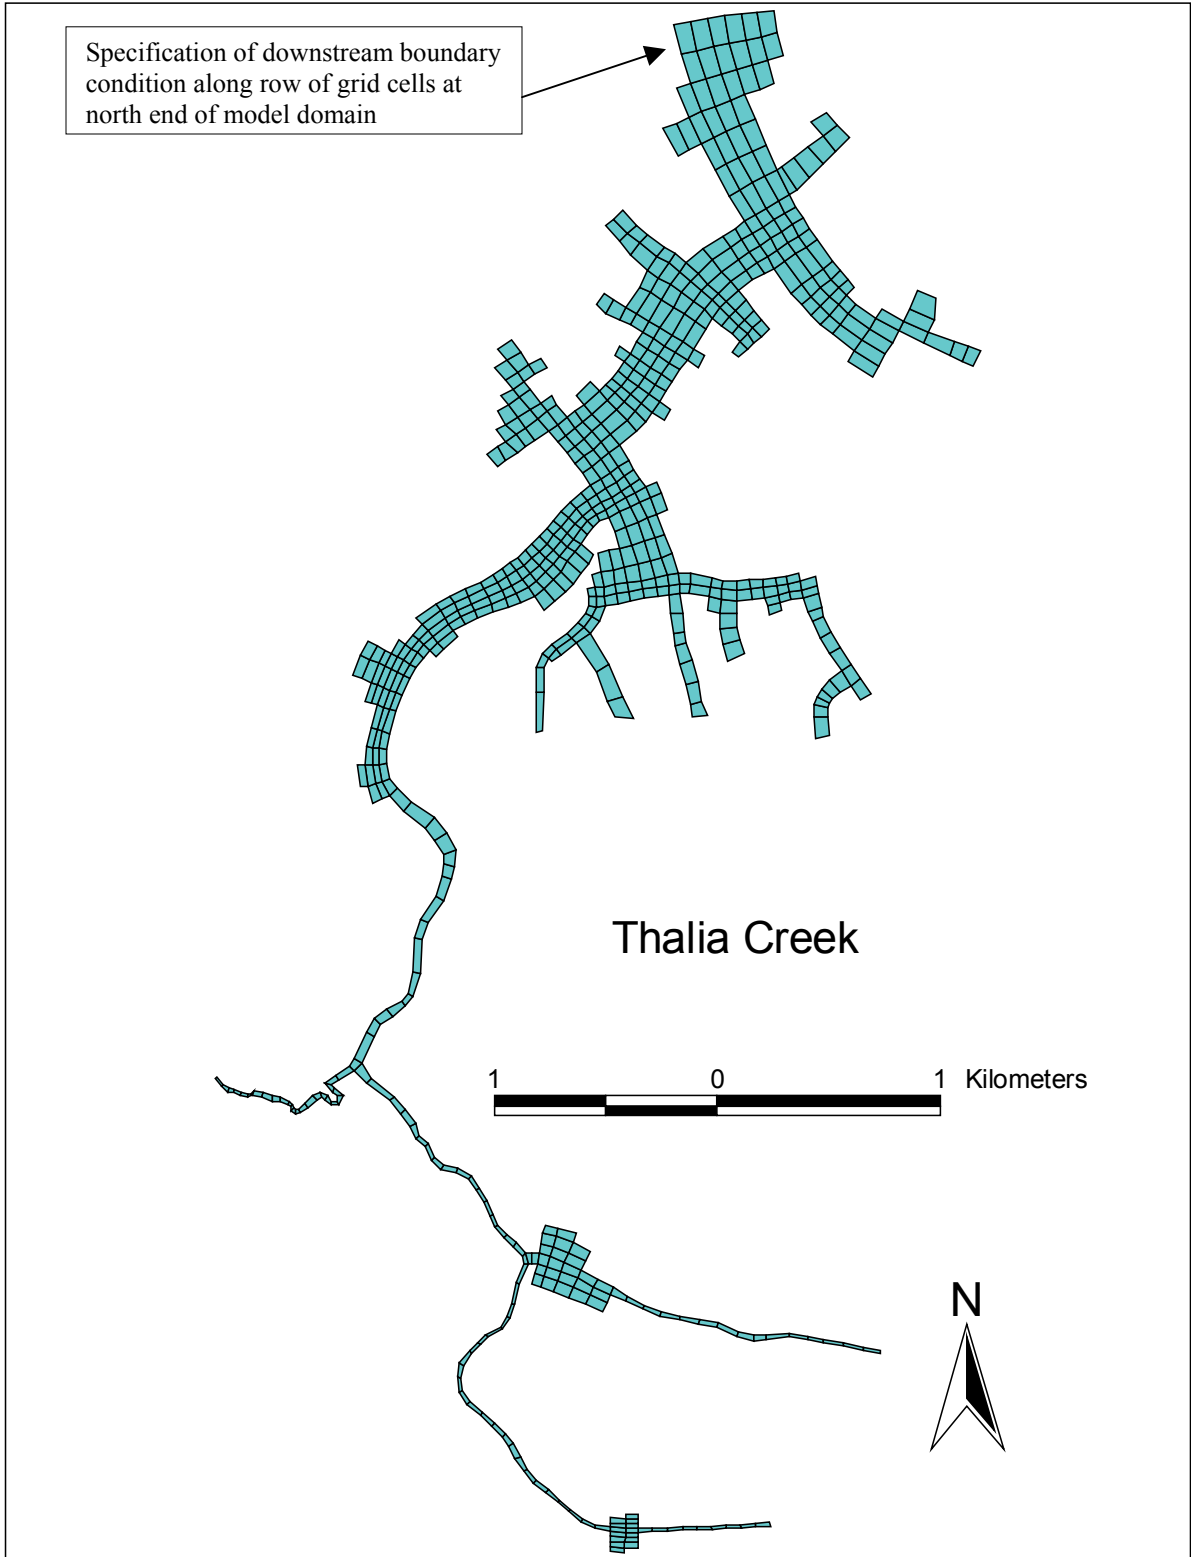 Specification of downstream boundary
condition along row of grid cells at
north end of model domain
Thalia Creek
1 0 1 Kilometers
N